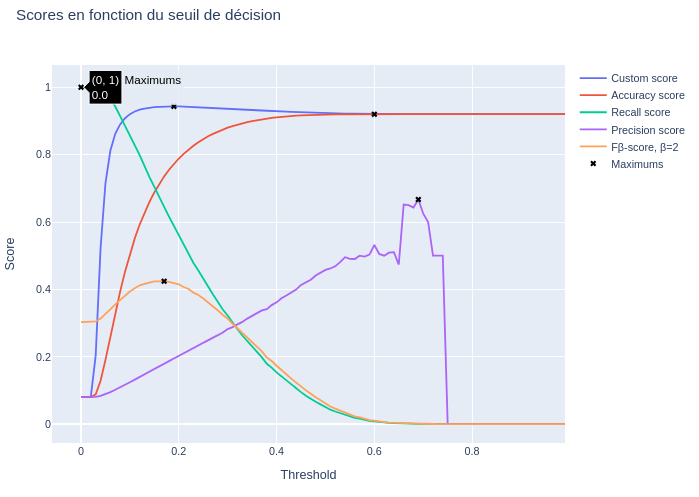 Scores en fonction du seuil de décision
(0, 1) Maximums
0.0
Custom score
Accuracy score
Recall score
Precision score
Fβ-score, β=2
Maximums
Score
1
0.8
0.6
0.4
0.2
0
0
0.2
0.4
0.6
0.8
Threshold